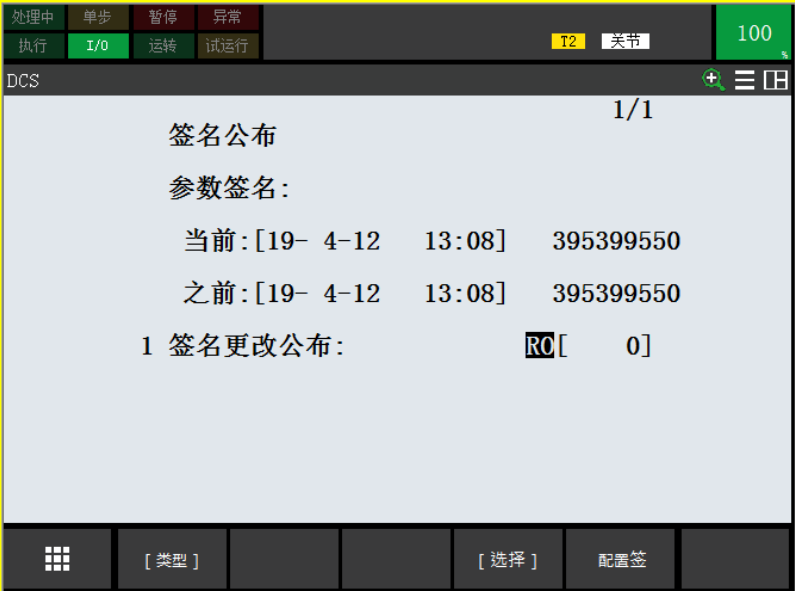 处理中 单步 暂停 异常
执行 I/O 运转 试运行 T2 关节 100 %
DCS
1/1
签名公布
参数签名:
当前:[19- 4-12 13:08] 395399550
之前:[19- 4-12 13:08] 395399550
1 签名更改公布: RO[ 0]
[ 类型 ] [ 选择 ] 配置签